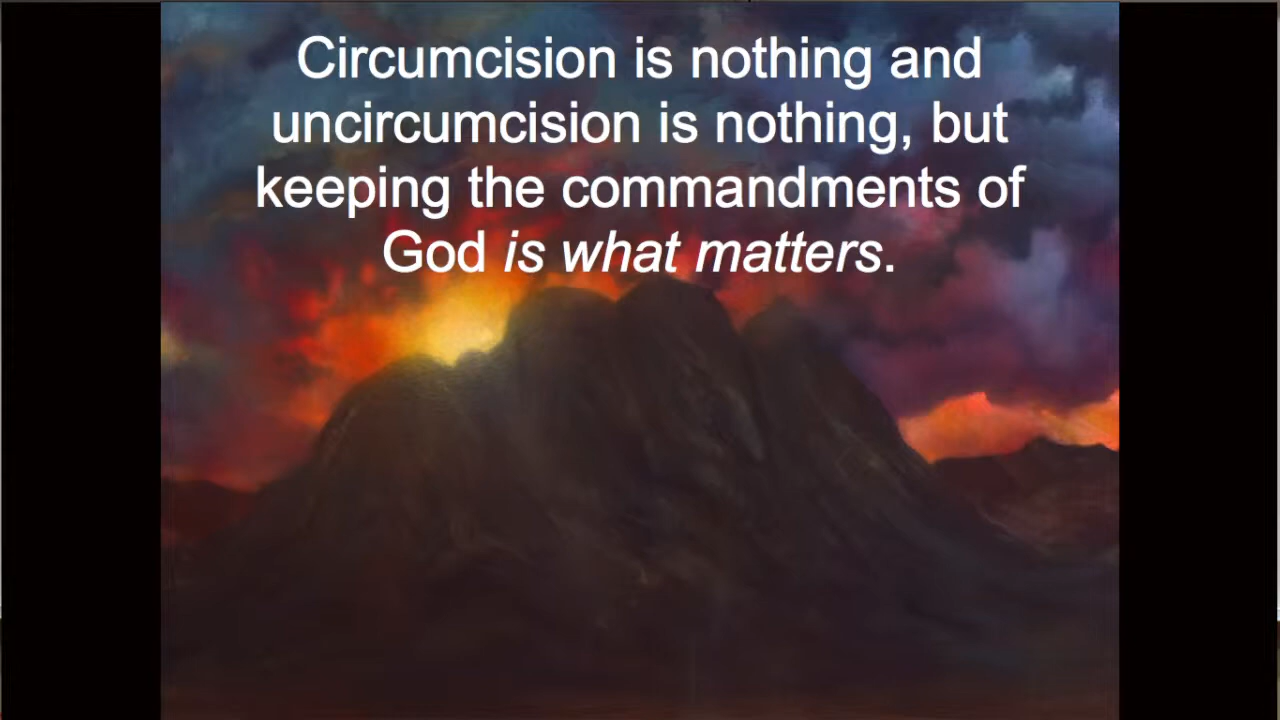 Circumcision is nothing and
uncircumcision is nothing, but
keeping the commandments of
God is what matters.